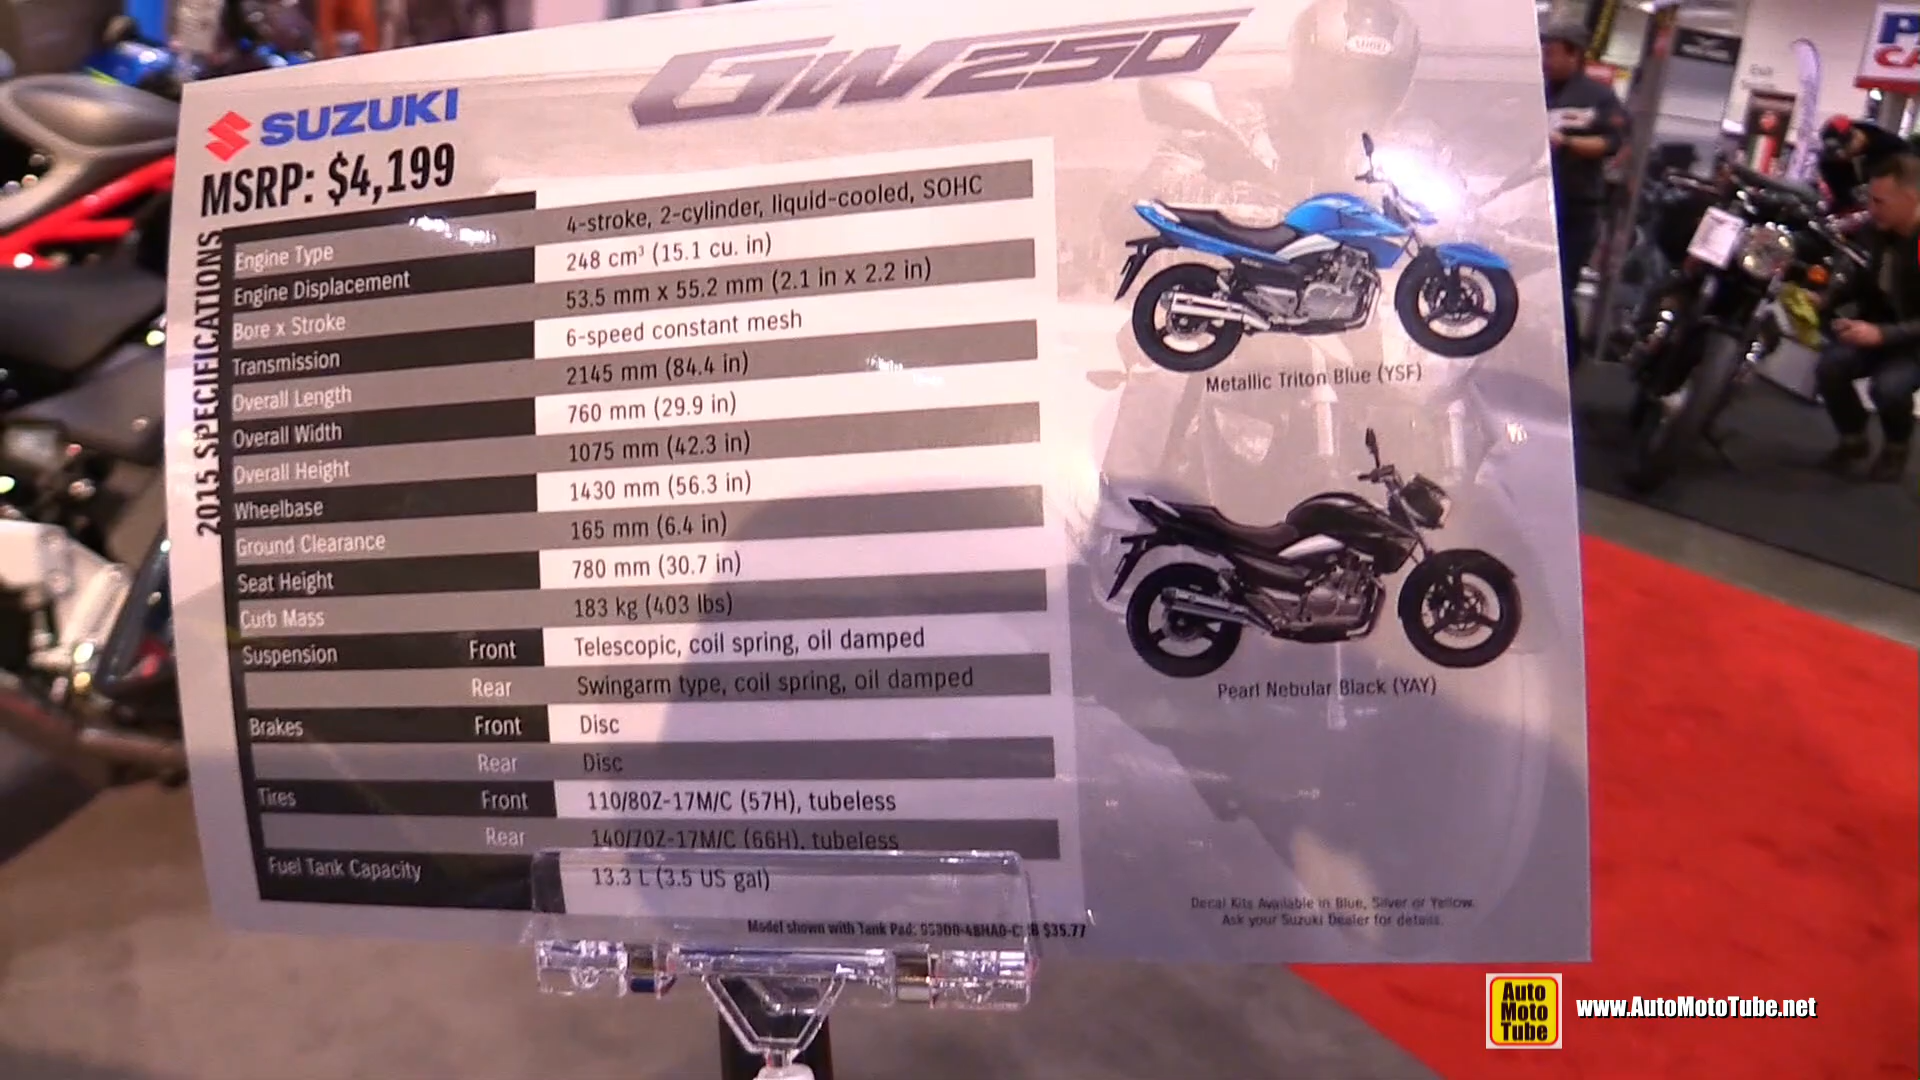 GW250
SUZUKI
MSRP: $4,199
2015 SPECIFICATIONS
Engine Type 4-stroke, 2-cylinder, liquid-cooled, SOHC
Engine Displacement 248 cm³ (15.1 cu. in)
Bore x Stroke 53.5 mm x 55.2 mm (2.1 in x 2.2 in)
Transmission 6-speed constant mesh
Overall Length 2145 mm (84.4 in)
Overall Width 760 mm (29.9 in)
Overall Height 1075 mm (42.3 in)
Wheelbase 1430 mm (56.3 in)
Ground Clearance 165 mm (6.4 in)
Seat Height 780 mm (30.7 in)
Curb Mass 183 kg (403 lbs)
Suspension Front Telescopic, coil spring, oil damped
Rear Swingarm type, coil spring, oil damped
Brakes Front Disc
Rear Disc
Tires Front 110/80Z-17M/C (57H), tubeless
Rear 140/70Z-17M/C (66H), tubeless
Fuel Tank Capacity 13.3 L (3.5 US gal)
Model shown with Tank Pad: $35.77
Metallic Triton Blue (YSF)
Pearl Nebular Black (YAY)
Decal Kits Available in Blue, Silver or Yellow.
Ask your Suzuki Dealer for details.
Exit
Auto
Moto
Tube
www.AutoMotoTube.net